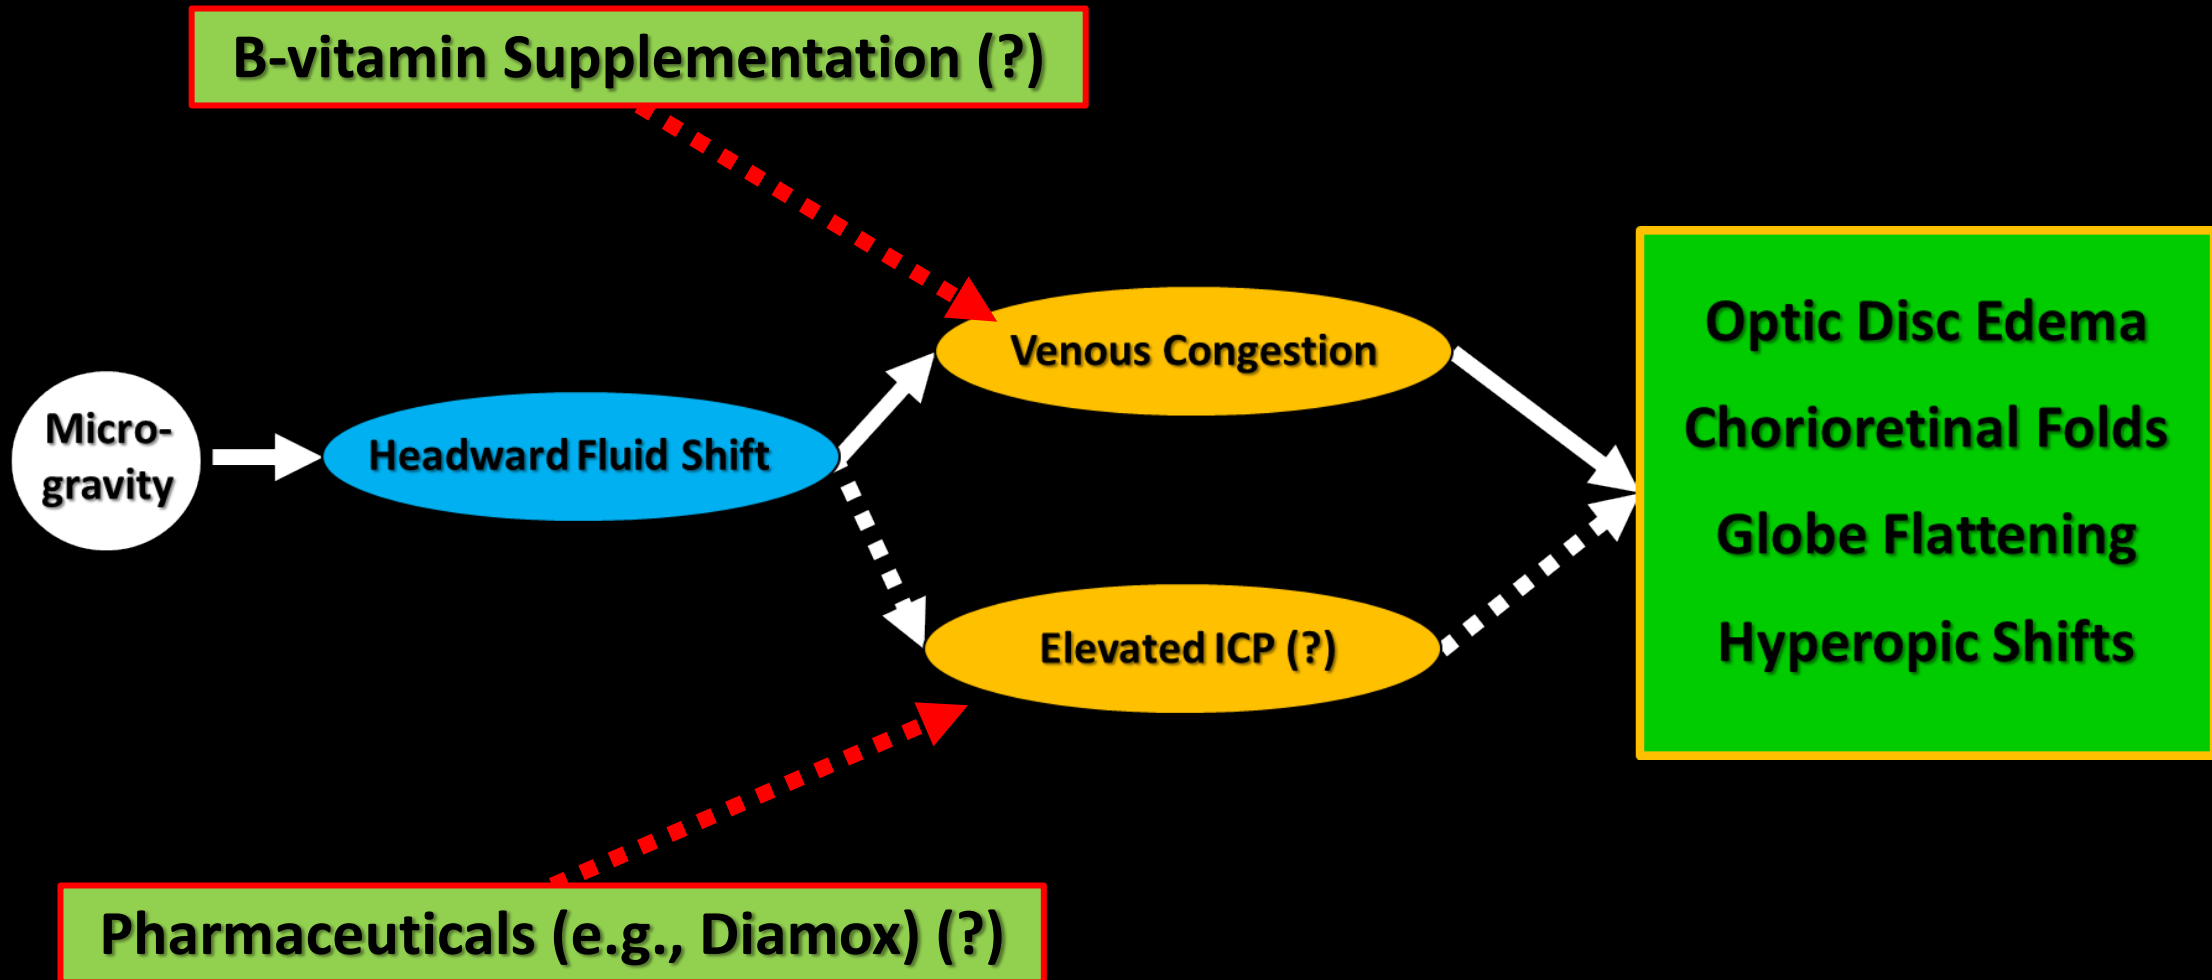 B-vitamin Supplementation (?)
Micro-
gravity
Headward Fluid Shift
Venous Congestion
Elevated ICP (?)
Optic Disc Edema
Chorioretinal Folds
Globe Flattening
Hyperopic Shifts
Pharmaceuticals (e.g., Diamox) (?)